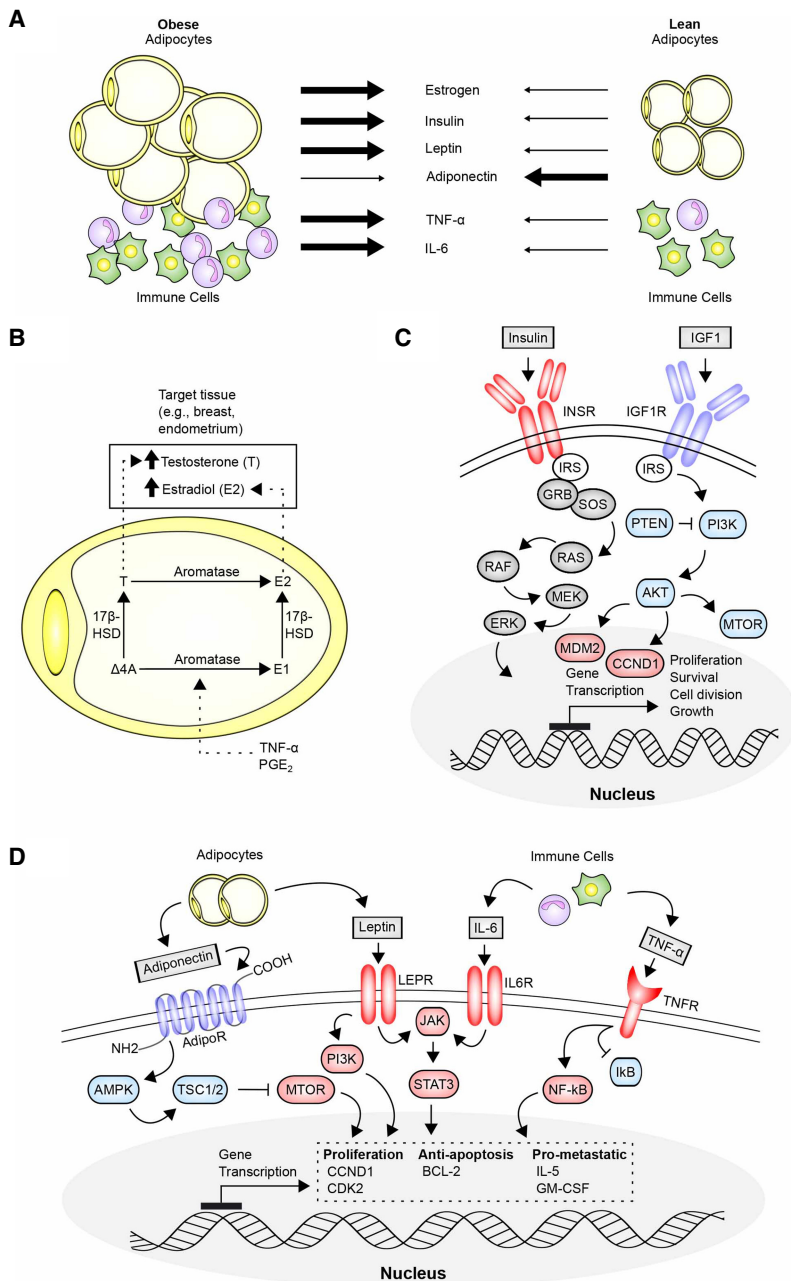 A
Obese
Adipocytes
Lean
Adipocytes
Estrogen
Insulin
Leptin
Adiponectin
TNF-α
IL-6
Immune Cells
Immune Cells
B
Target tissue
(e.g., breast,
endometrium)
Testosterone (T)
Estradiol (E2)
T
Aromatase
E2
17β-
HSD
17β-
HSD
Δ4A
Aromatase
E1
TNF-α
PGE₂
C
Insulin
IGF1
INSR
IGF1R
IRS
IRS
GRB
SOS
PTEN
PI3K
RAS
RAF
MEK
AKT
ERK
MTOR
MDM2
CCND1
Gene
Transcription
Proliferation
Survival
Cell division
Growth
Nucleus
D
Adipocytes
Immune Cells
Adiponectin
Leptin
IL-6
TNF-α
COOH
LEPR
IL6R
TNFR
NH2
AdipoR
JAK
PI3K
AMPK
TSC1/2
MTOR
STAT3
NF-kB
IkB
Gene
Transcription
Proliferation
CCND1
CDK2
Anti-apoptosis
BCL-2
Pro-metastatic
IL-5
GM-CSF
Nucleus